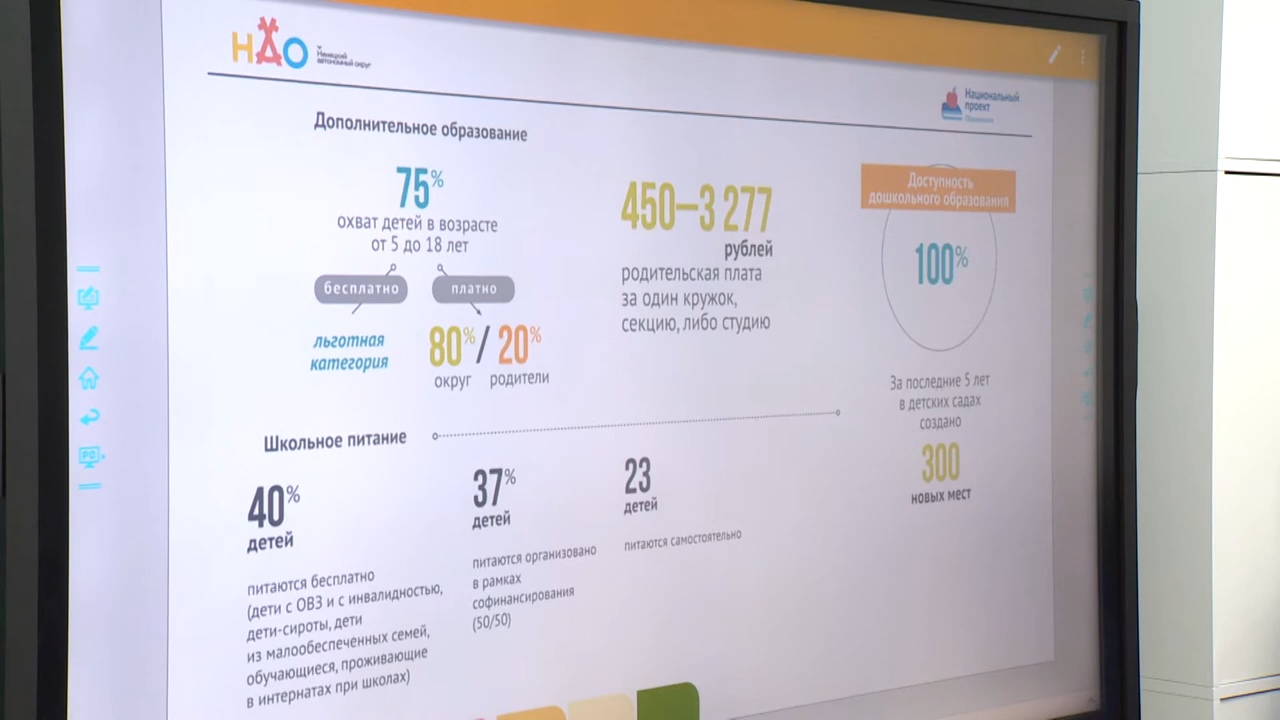 НАО
Ненецкий
автономный округ
Национальный
проект
Образование
Дополнительное образование
75%
охват детей в возрасте
от 5 до 18 лет
бесплатно
платно
льготная
категория
80% / 20%
округ родители
450–3 277
рублей
родительская плата
за один кружок,
секцию, либо студию
Доступность
дошкольного образования
100%
За последние 5 лет
в детских садах
создано
300
новых мест
Школьное питание
40%
детей
питаются бесплатно
(дети с ОВЗ и с инвалидностью,
дети-сироты, дети
из малообеспеченных семей,
обучающиеся, проживающие
в интернатах при школах)
37%
детей
питаются организовано
в рамках
софинансирования
(50/50)
23
детей
питаются самостоятельно